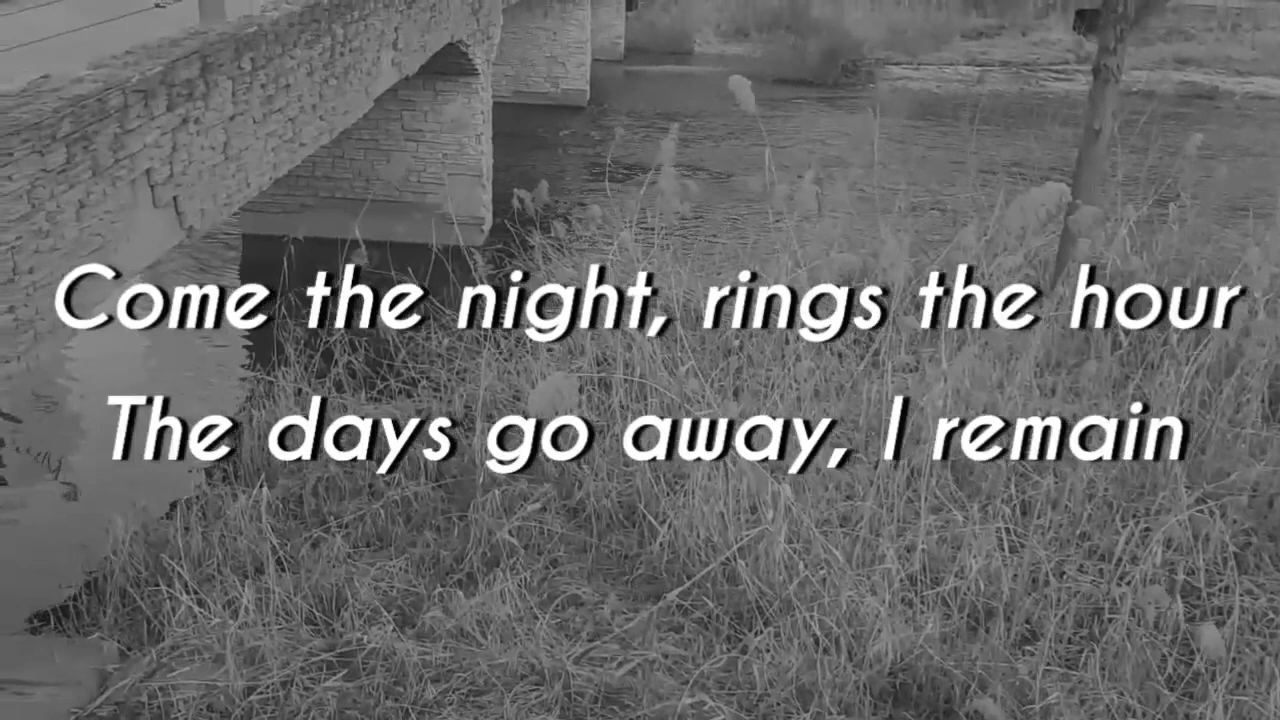 Come the night, rings the hour
The days go away, I remain